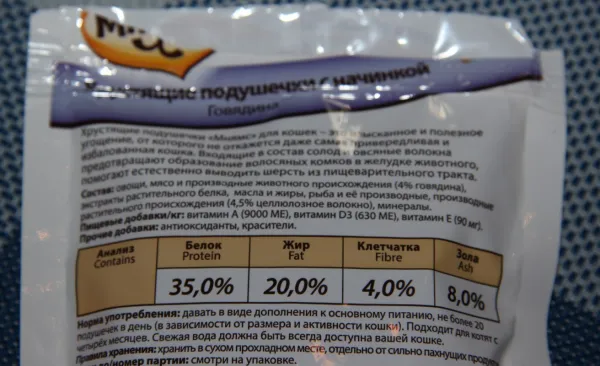 Хрустящие подушечки с начинкой
Говядина
Хрустящие подушечки «Мнямс» для кошек – это изысканное и полезное
угощение, от которого не откажется даже самая привередливая и
избалованная кошка. Входящие в состав солод и овсяные волокна
предотвращают образование волосяных комков в желудке животного,
помогают естественно выводить шерсть из пищеварительного тракта.
Состав: овощи, мясо и производные животного происхождения (4% говядина),
экстракты растительного белка, масла и жиры, рыба и её производные, производные
растительного происхождения (4,5% целлюлозное волокно), минералы.
Пищевые добавки/кг: витамин А (9000 МЕ), витамин D3 (630 МЕ), витамин Е (90 мг).
Прочие добавки: антиоксиданты, красители.
Анализ Белок Жир Клетчатка Зола
Contains Protein Fat Fibre Ash
35,0% 20,0% 4,0% 8,0%
Норма употребления: давать в виде дополнения к основному питанию, не более 20
подушечек в день (в зависимости от размера и активности кошки). Подходит для котят с
четырёх месяцев. Свежая вода должна быть всегда доступна вашей кошке.
Правила хранения: хранить в сухом прохладном месте, отдельно от сильно пахнущих
номер партии: смотри на упаковке.